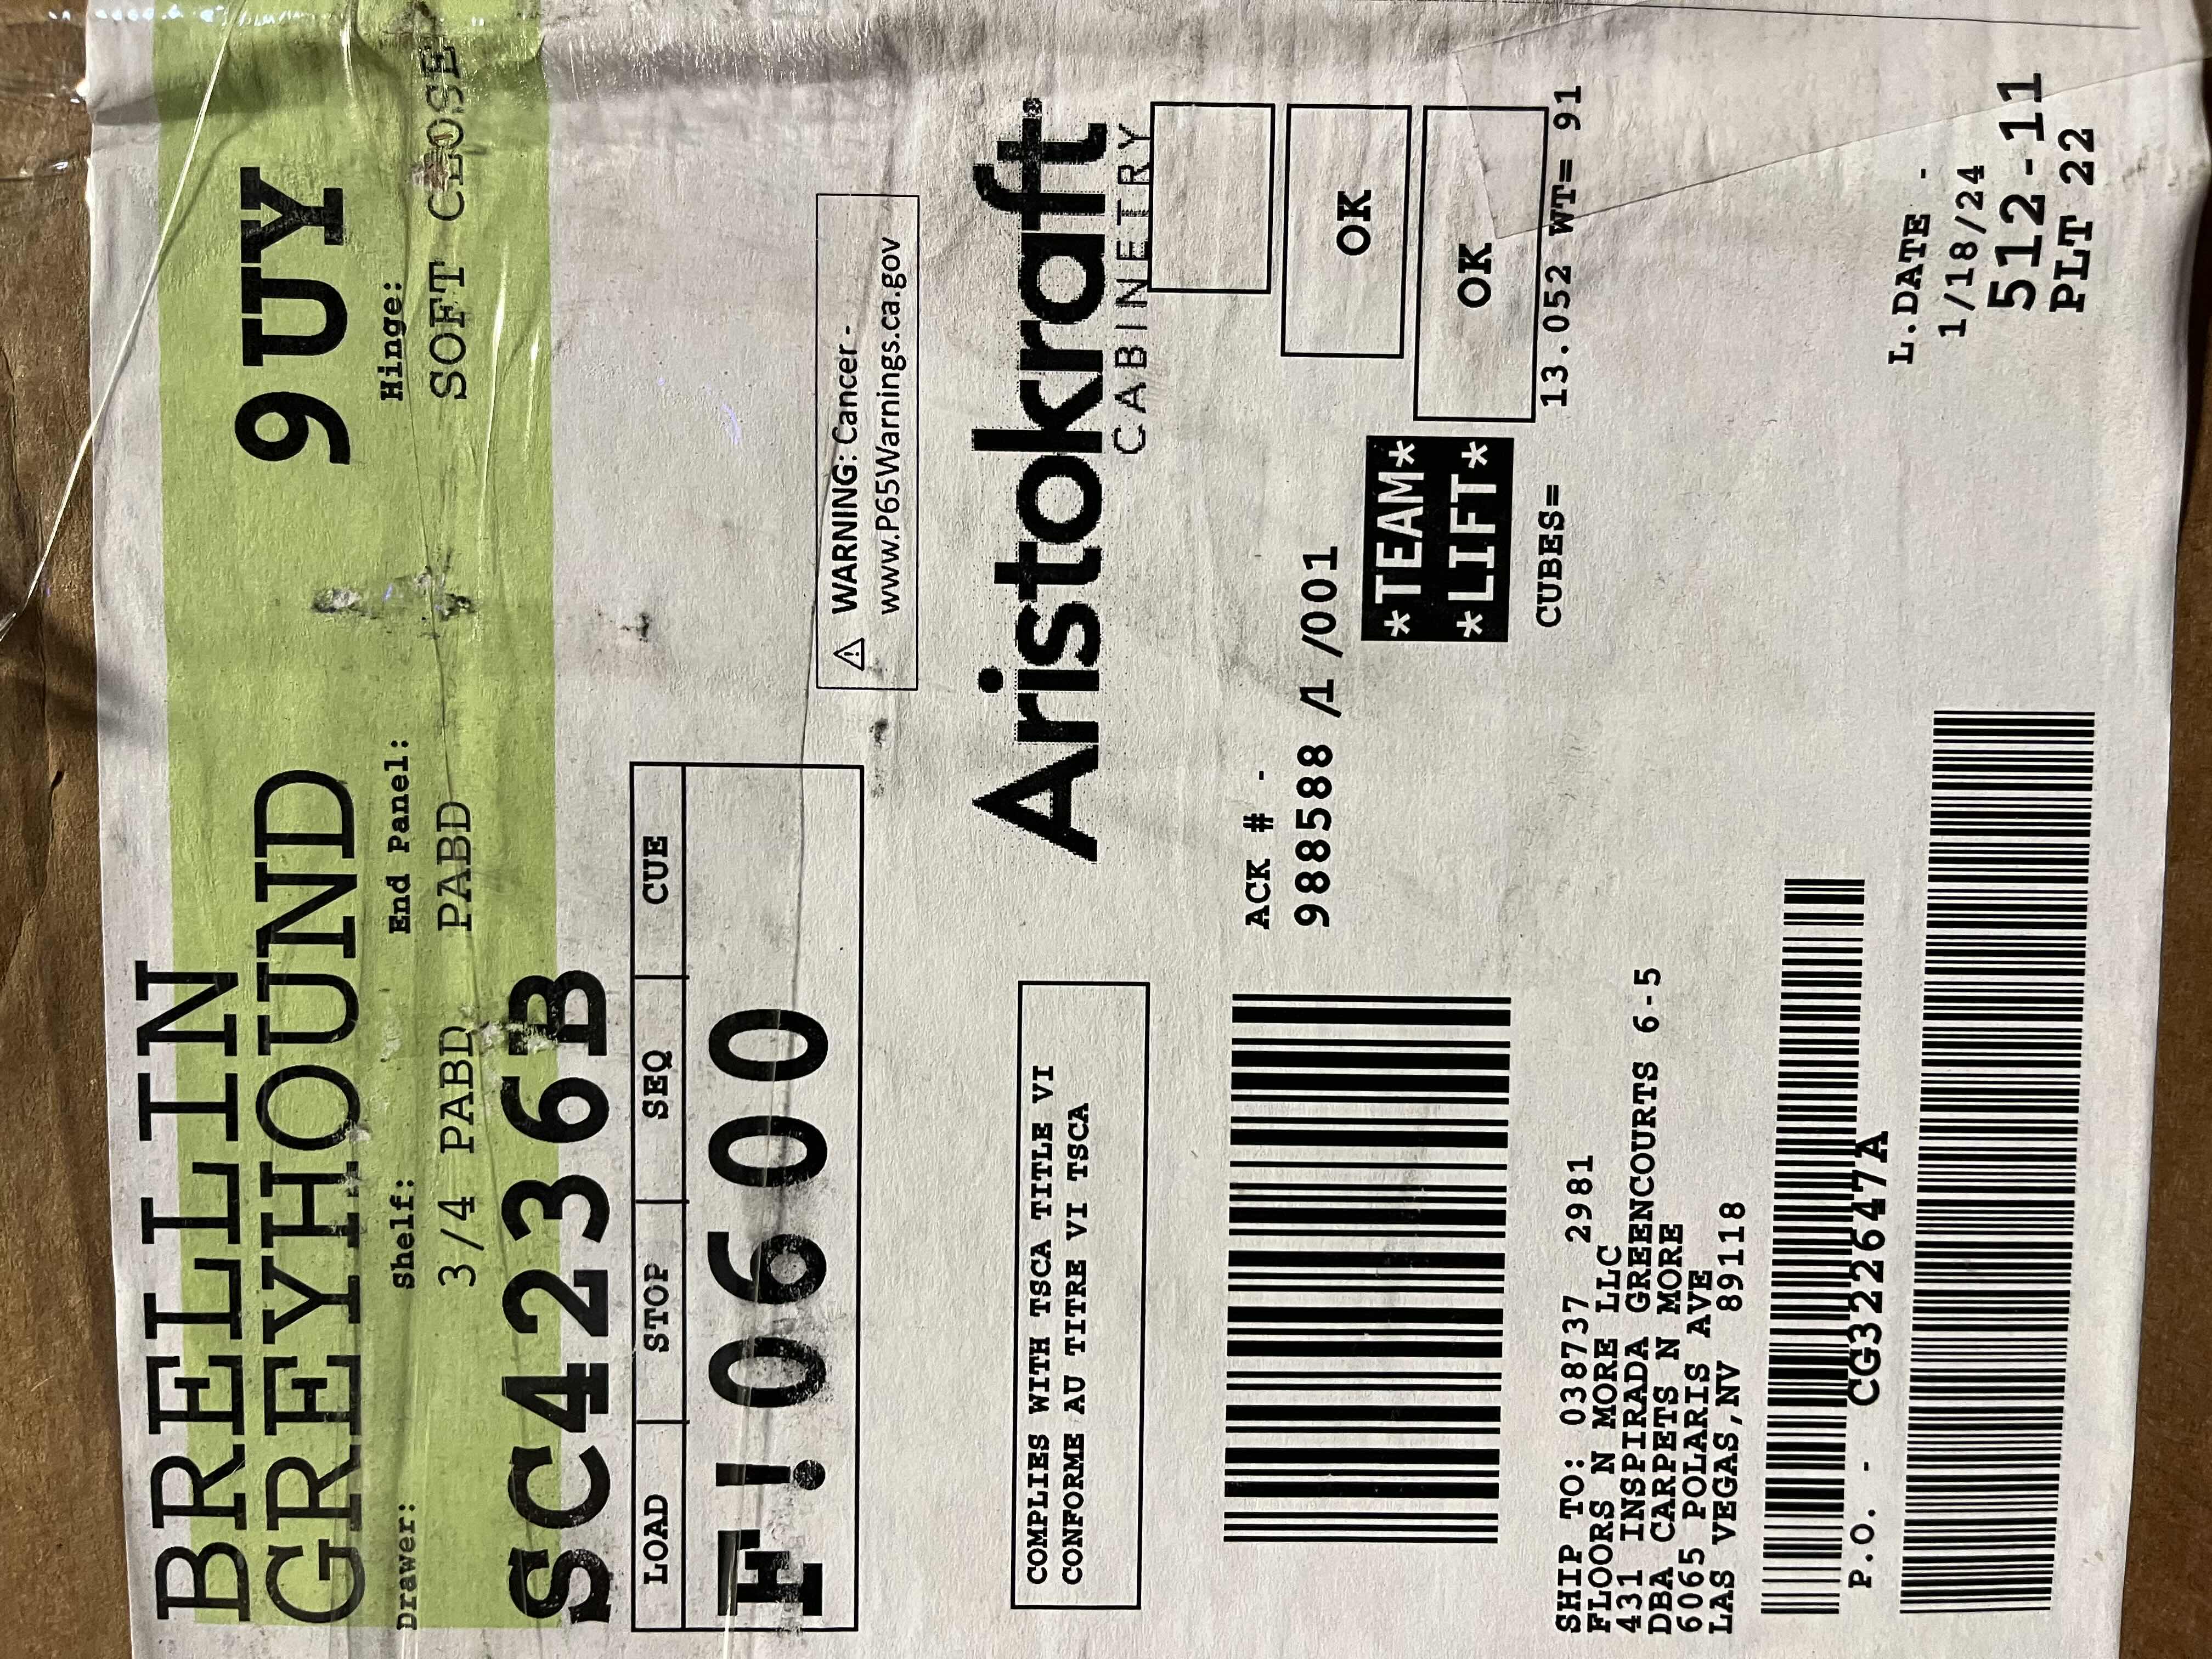 BRELLIN
GREYHOUND 9UY
Drawer: Shelf: End Panel: Hinge:
3/4 PABD PABD SOFT CLOSE
SC4236B
LOAD STOP SEQ CUE
F! 0600
WARNING: Cancer -
www.P65Warnings.ca.gov
Aristokraft
CABINETRY
COMPLIES WITH TSCA TITLE VI
CONFORME AU TITRE VI TSCA
ACK # -
9885888 /1 /001
OK
*TEAM*
*LIFT*
OK
CUBES= 13.052 WT= 91
SHIP TO: 038737 2981
FLOORS N MORE LLC
431 INSPIRADA GREENCOURTS 6-5
DBA CARPETS N MORE
6065 POLARIS AVE
LAS VEGAS,NV 89118
P.O. - CG322647A
L.DATE -
1/18/24
512-11
PLT 22